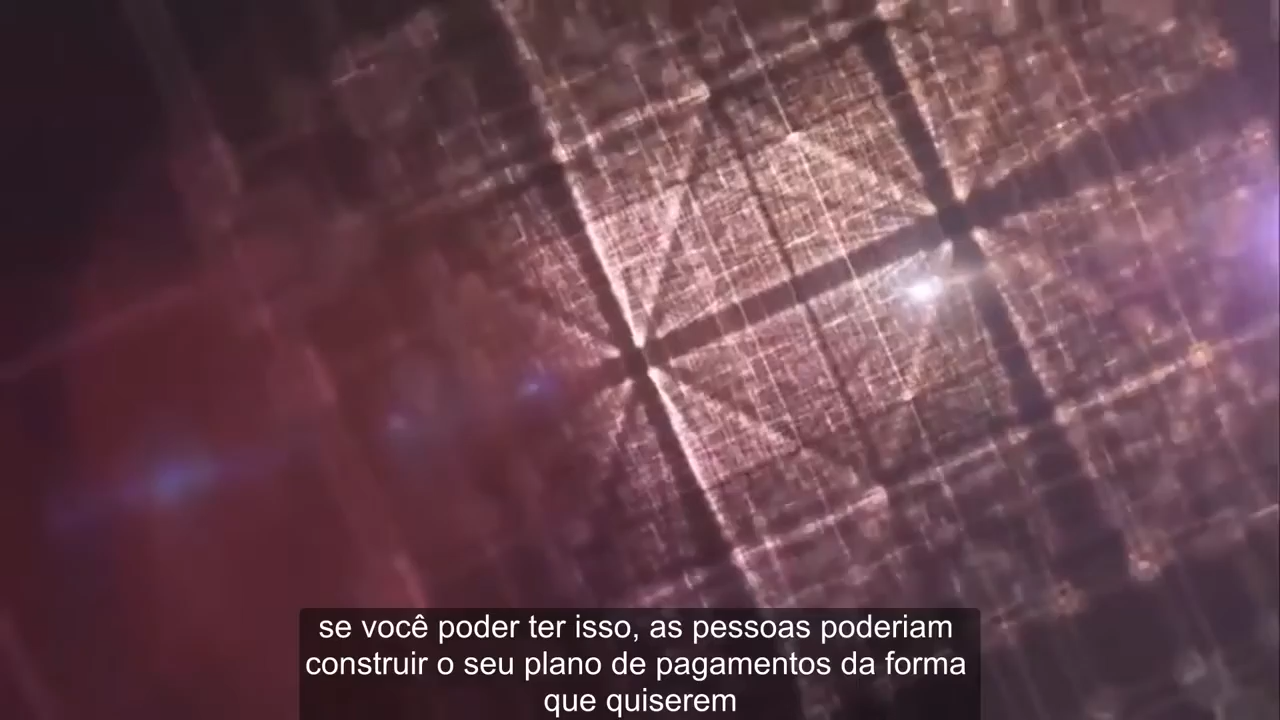 se você poder ter isso, as pessoas poderiam
construir o seu plano de pagamentos da forma
que quiserem